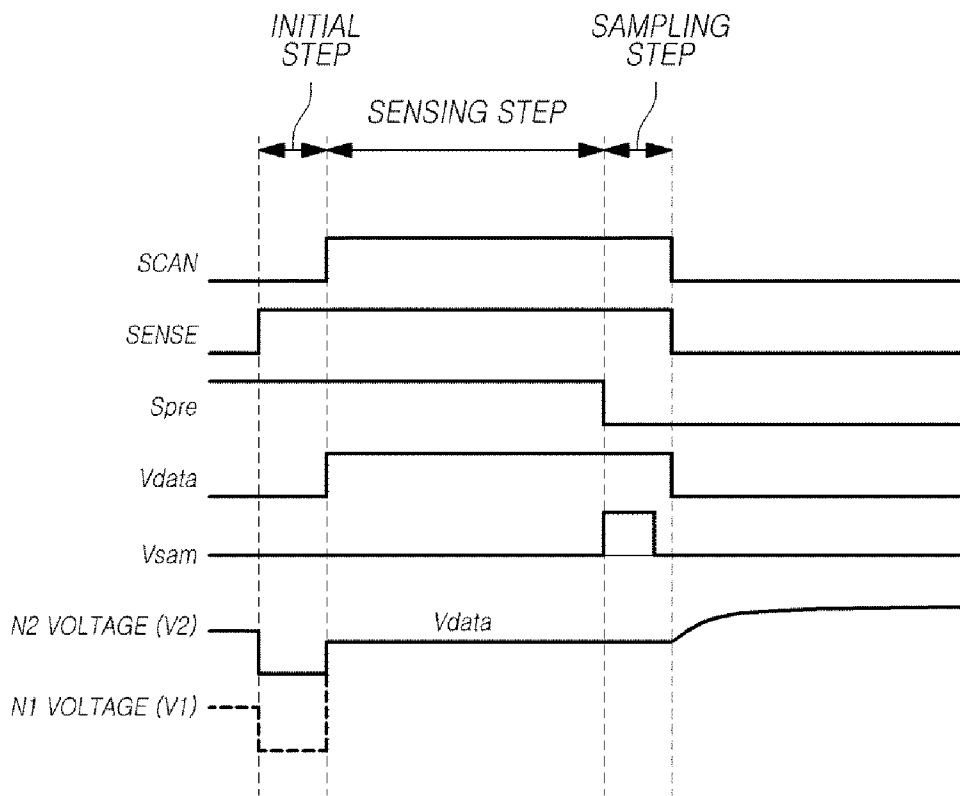 INITIAL
STEP
SAMPLING
STEP
SENSING STEP
SCAN
SENSE
Spre
Vdata
Vsam
N2 VOLTAGE (V2)
Vdata
N1 VOLTAGE (V1)